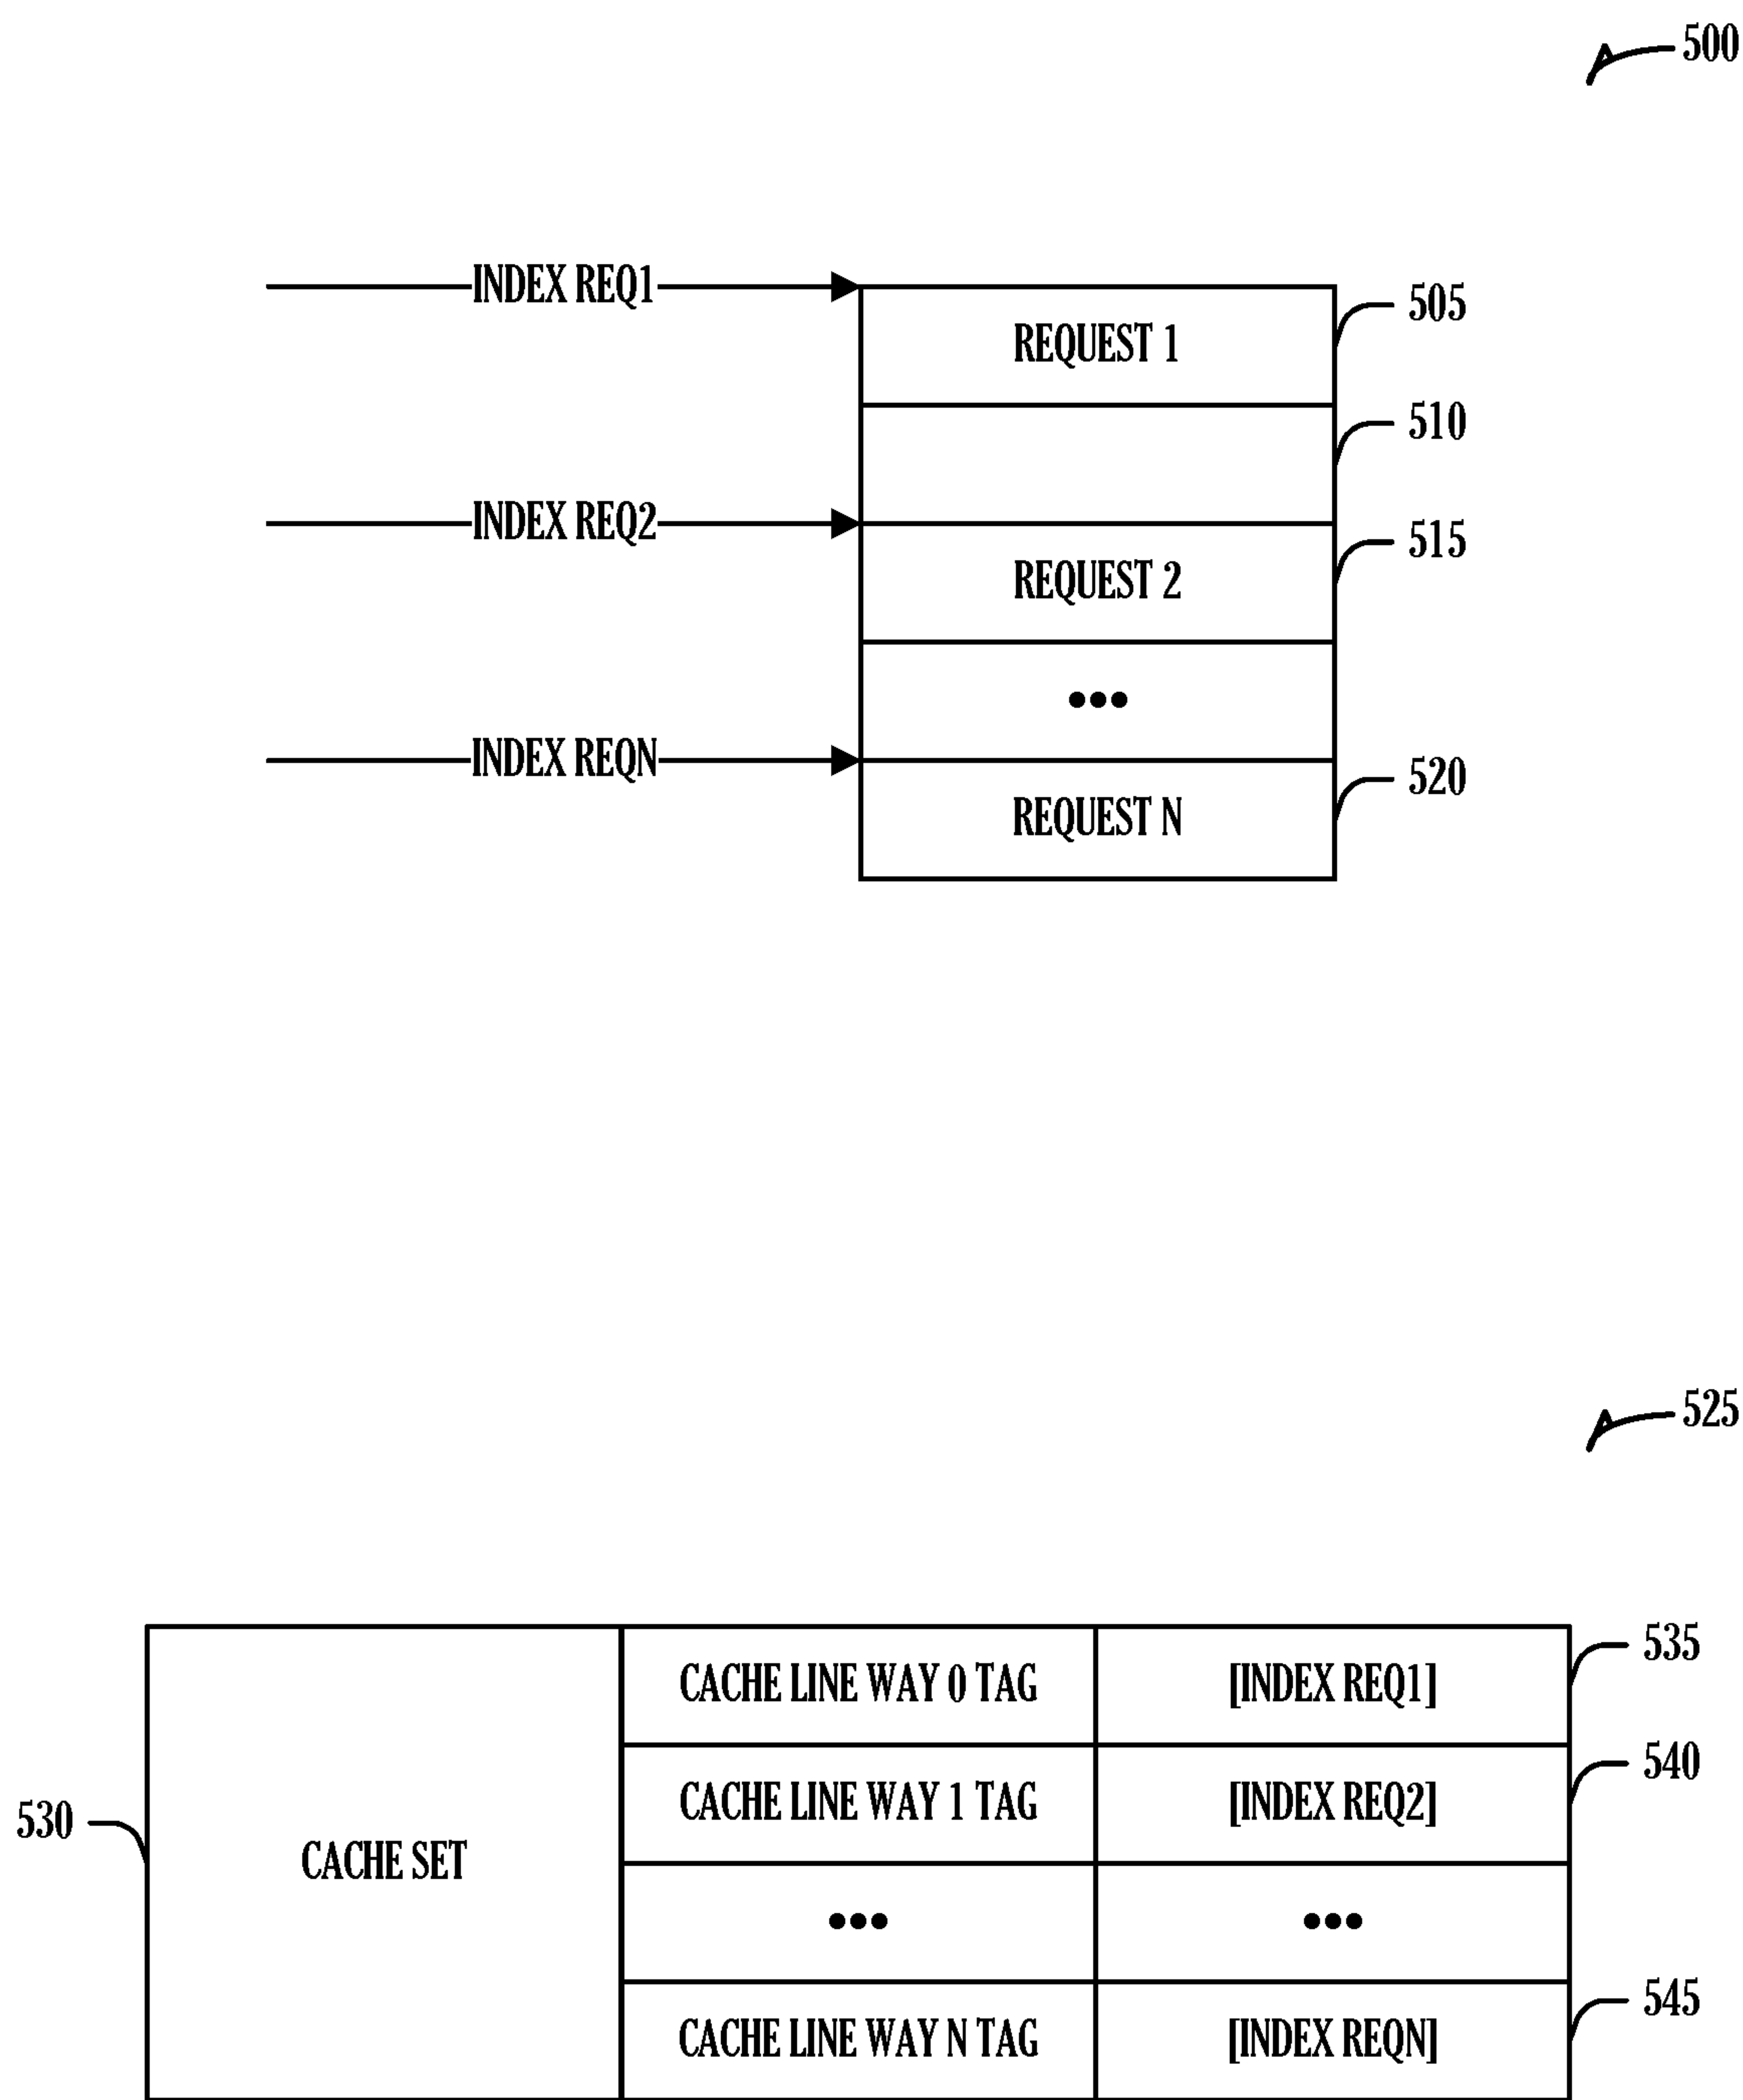 500
INDEX REQ1
505
REQUEST 1
510
INDEX REQ2
515
REQUEST 2
•••
INDEX REQN
520
REQUEST N
525
535
CACHE LINE WAY 0 TAG [INDEX REQ1]
540
CACHE LINE WAY 1 TAG [INDEX REQ2]
530
CACHE SET
••• •••
545
CACHE LINE WAY N TAG [INDEX REQN]